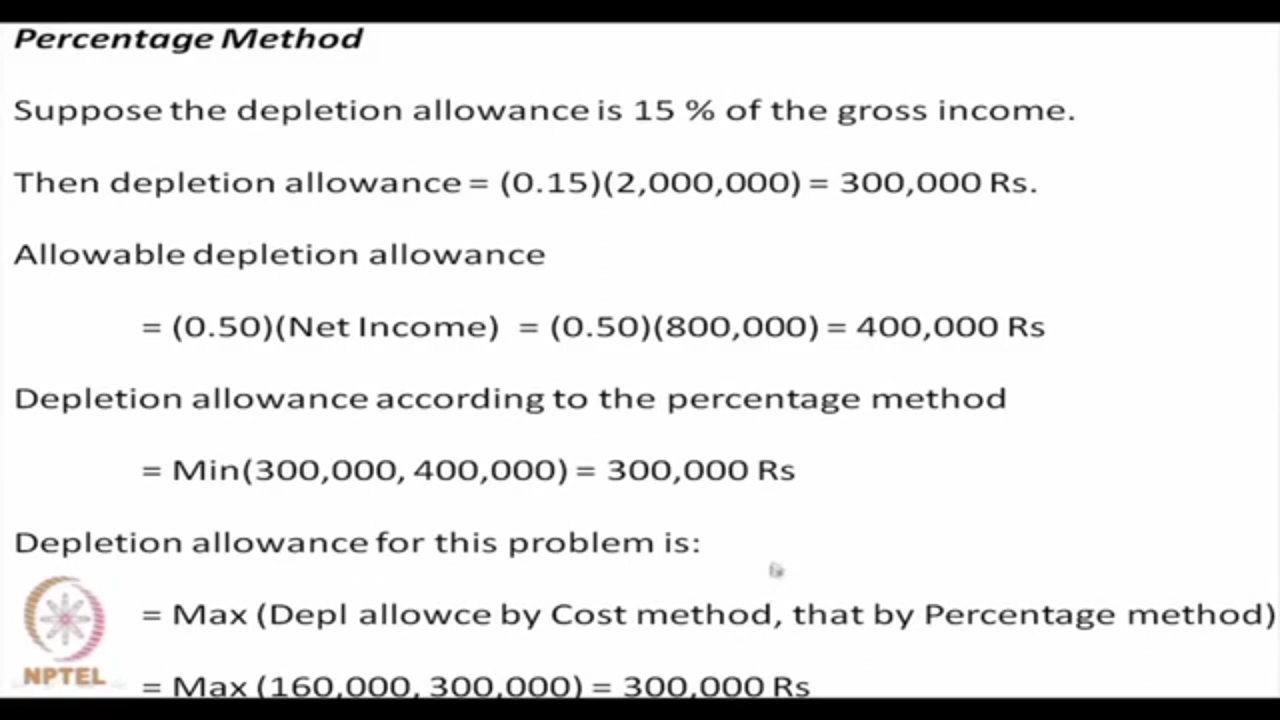 Percentage Method
Suppose the depletion allowance is 15 % of the gross income.
Then depletion allowance = (0.15)(2,000,000) = 300,000 Rs.
Allowable depletion allowance
= (0.50)(Net Income) = (0.50)(800,000) = 400,000 Rs
Depletion allowance according to the percentage method
= Min(300,000, 400,000) = 300,000 Rs
Depletion allowance for this problem is:
= Max (Depl allowce by Cost method, that by Percentage method)
= Max (160,000, 300,000) = 300,000 Rs
NPTEL